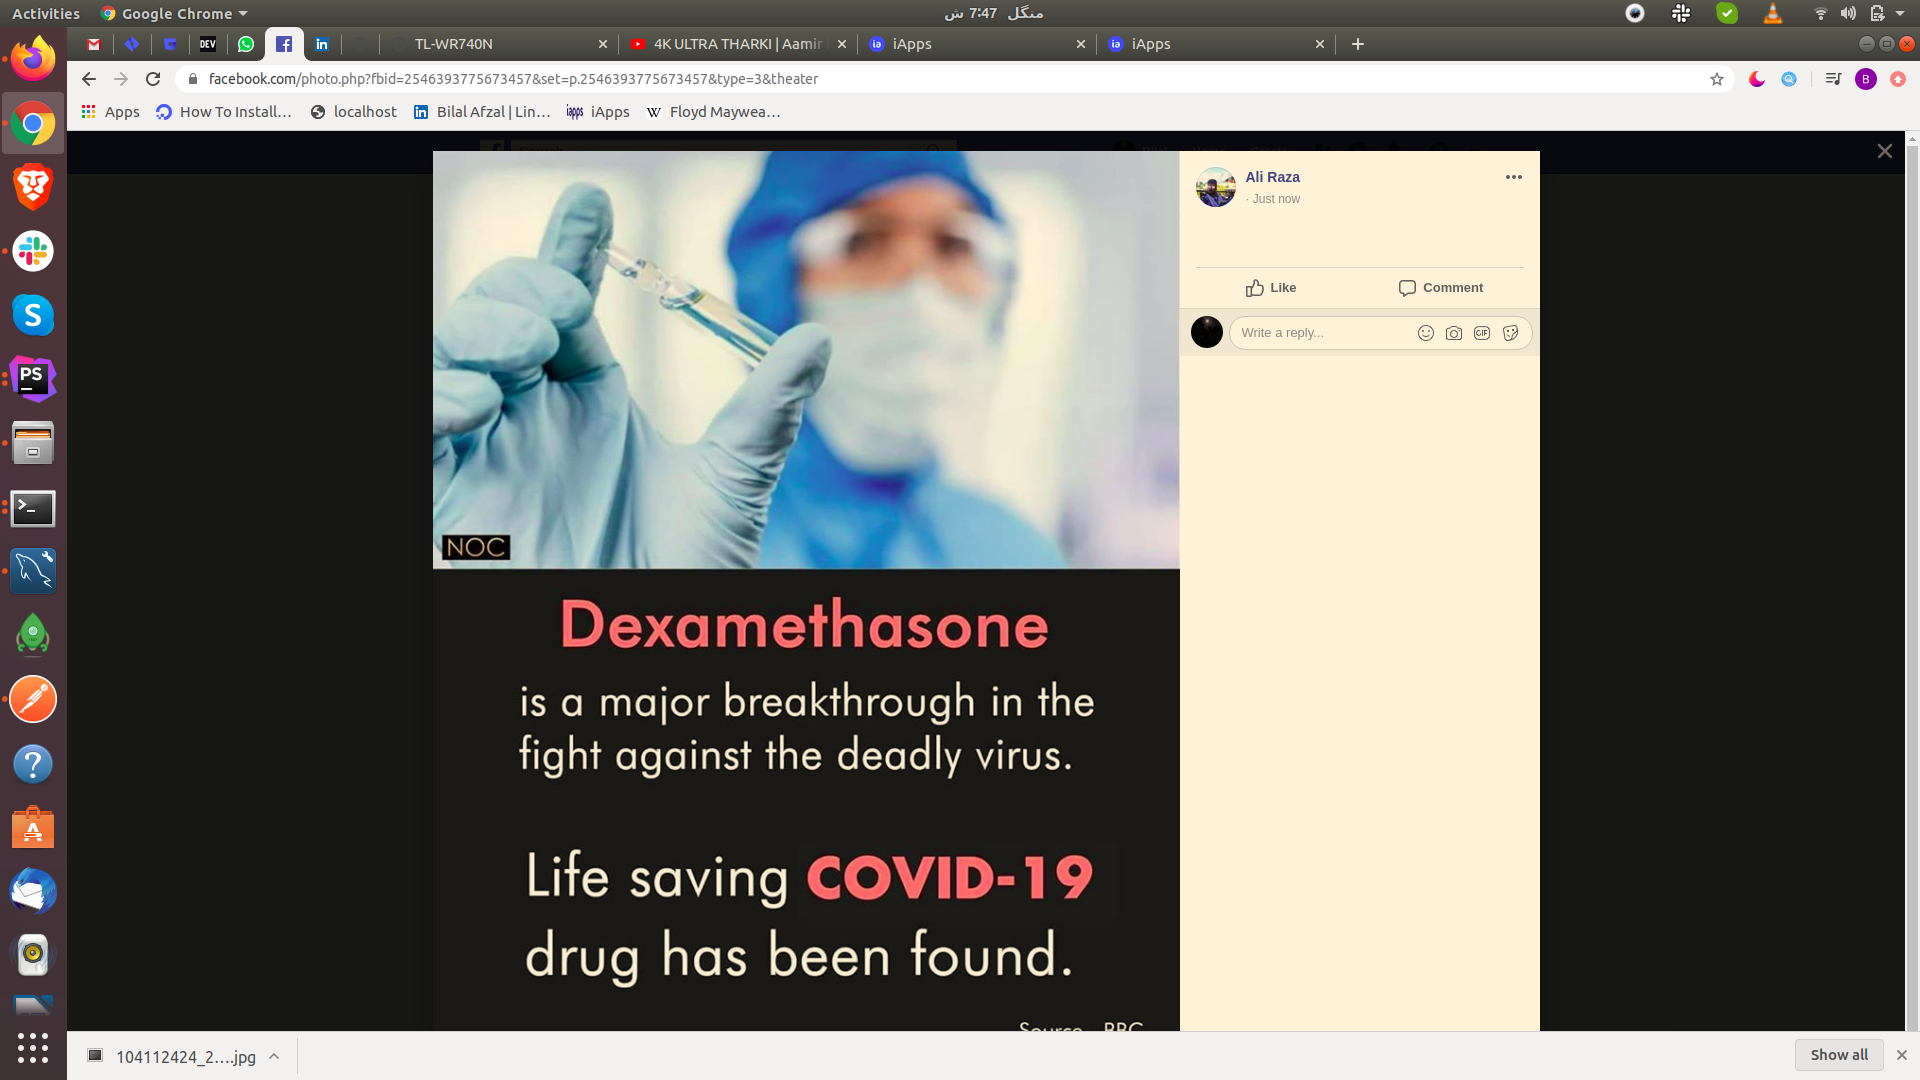 Activities
Google Chrome
منگل 7:47 ش
TL-WR740N
4K ULTRA THARKI | Aamir
iApps
iApps
facebook.com/photo.php?fbid=2546393775673457&set=p.2546393775673457&type=3&theater
B
Apps
How To Install...
localhost
Bilal Afzal | Lin...
iApps
Floyd Maywea...
DEV
Ali Raza
· Just now
Like
Comment
Write a reply...
GIF
NOC
Dexamethasone
is a major breakthrough in the
fight against the deadly virus.
Life saving COVID-19
drug has been found.
Source BBC
PS
104112424_2....jpg
Show all